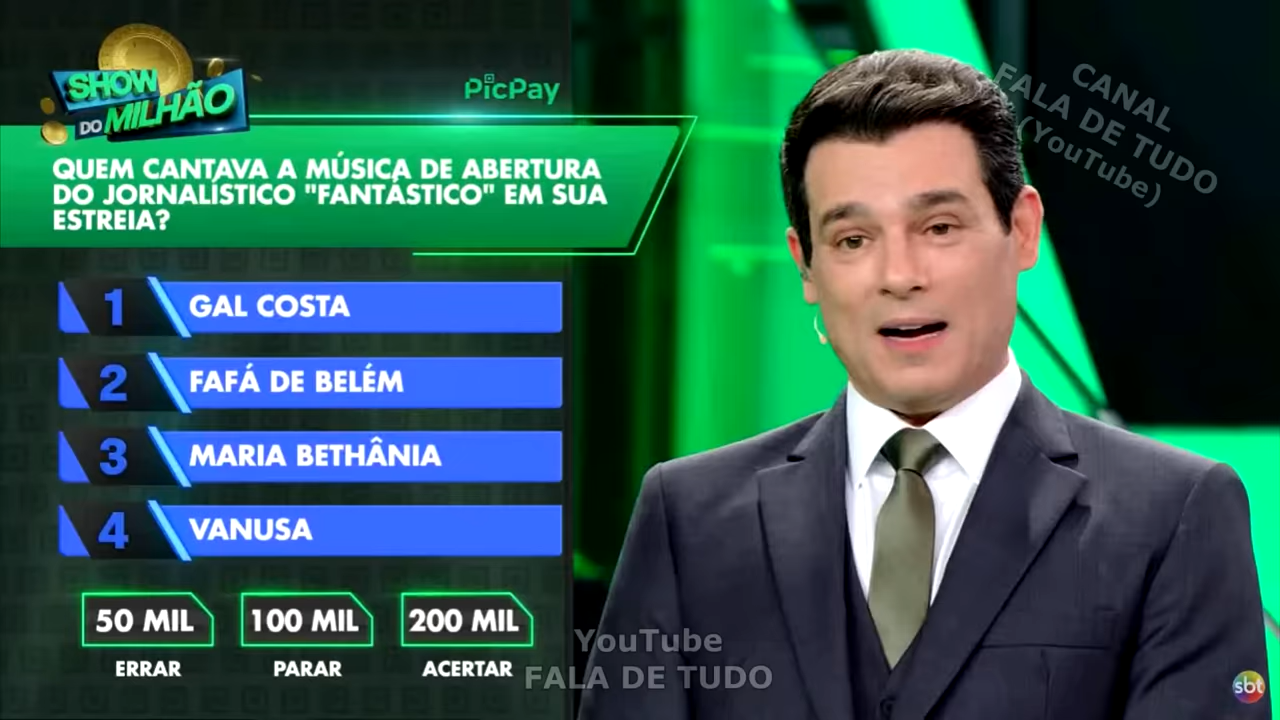 SHOW
DO MILHÃO
PicPay
QUEM CANTAVA A MÚSICA DE ABERTURA
DO JORNALÍSTICO "FANTÁSTICO" EM SUA
ESTREIA?
1 GAL COSTA
2 FAFÁ DE BELÉM
3 MARIA BETHÂNIA
4 VANUSA
50 MIL 100 MIL 200 MIL
ERRAR PARAR ACERTAR
CANAL
FALA DE TUDO
(YouTube)
YouTube
FALA DE TUDO
sbt